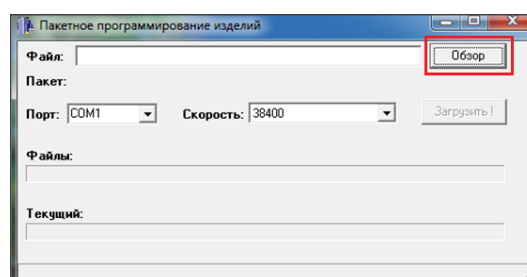 Пакетное программирование изделий
Файл: Обзор
Пакет:
Порт: COM1 Скорость: 38400 Загрузить !
Файлы:
Текущий: